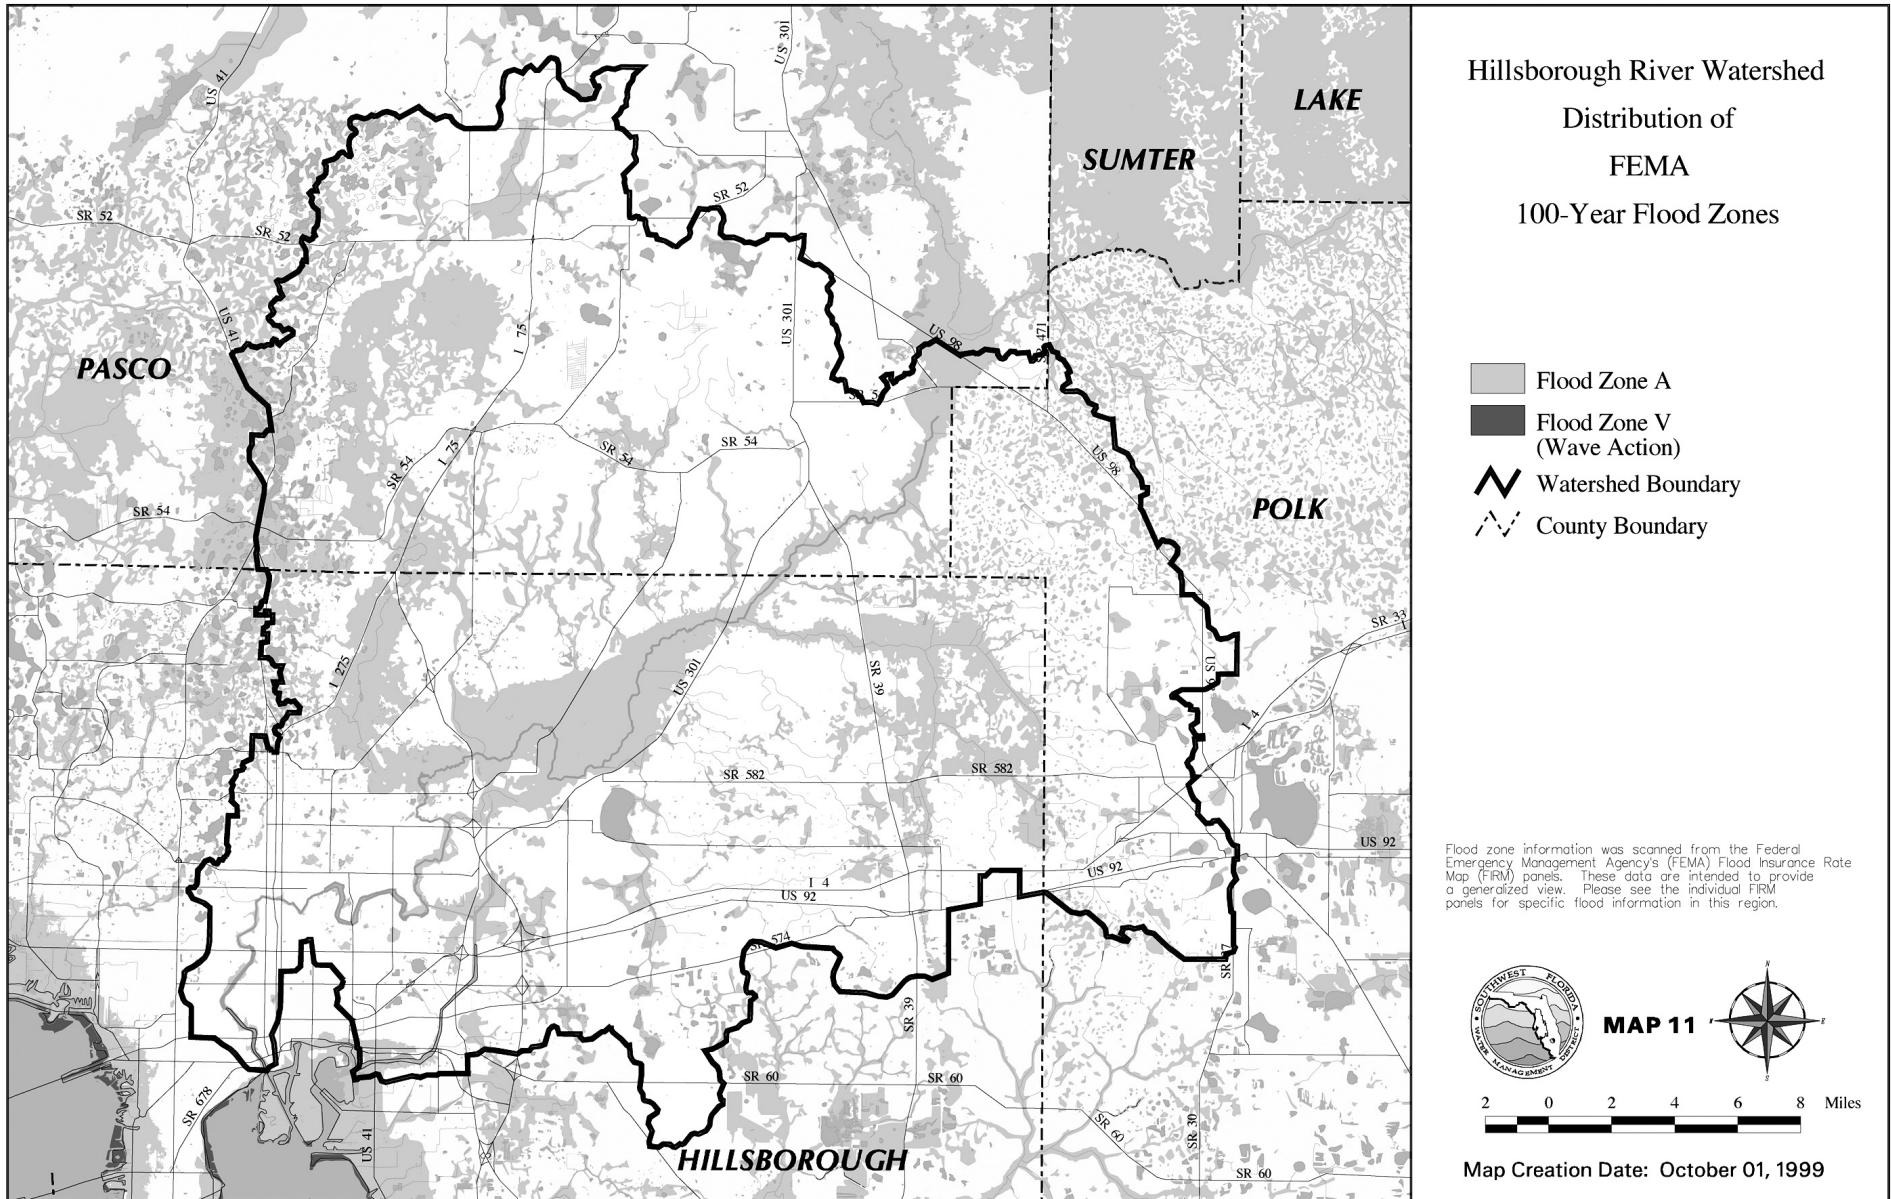 Hillsborough River Watershed
Distribution of
FEMA
100-Year Flood Zones
Flood Zone A
Flood Zone V
(Wave Action)
Watershed Boundary
County Boundary
Flood zone information was scanned from the Federal
Emergency Management Agency's (FEMA) Flood Insurance Rate
Map (FIRM) panels. These data are intended to provide
a generalized view. Please see the individual FIRM
panels for specific flood information in this region.
SOUTHWEST FLORIDA
WATER MANAGEMENT DISTRICT
MAP 11
N
E
S
2 0 2 4 6 8 Miles
Map Creation Date: October 01, 1999
US 41
US 301
LAKE
SUMTER
SR 52
SR 52
SR 52
US 41
I 75
US 301
US 98
471
PASCO
SR 54
I 75
SR 54
SR 54
US 98
POLK
SR 54
I 275
US 301
SR 39
SR 33
I 4
SR 582
SR 582
US 92
I 4
US 92
US 92
SR 39
SR 60
SR 60
SR 678
US 41
SR 60
SR 30
HILLSBOROUGH
SR 60